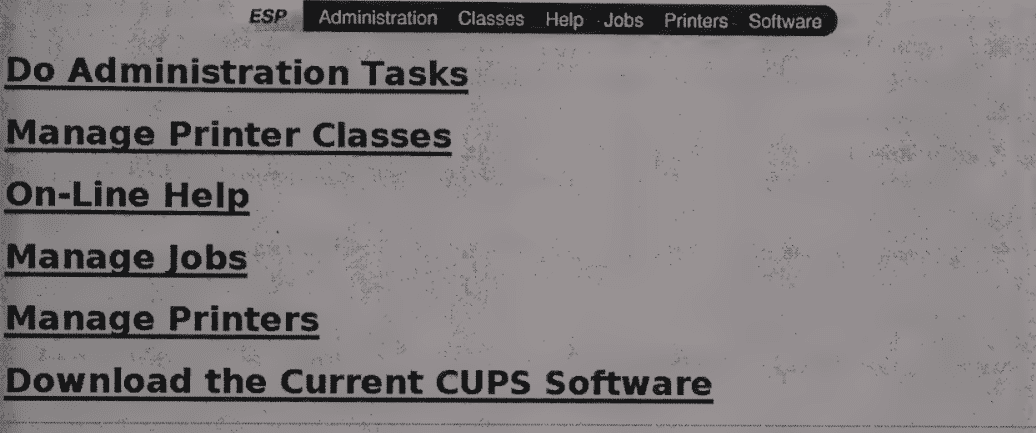 ESP Administration Classes Help Jobs Printers Software
Do Administration Tasks
Manage Printer Classes
On-Line Help
Manage Jobs
Manage Printers
Download the Current CUPS Software